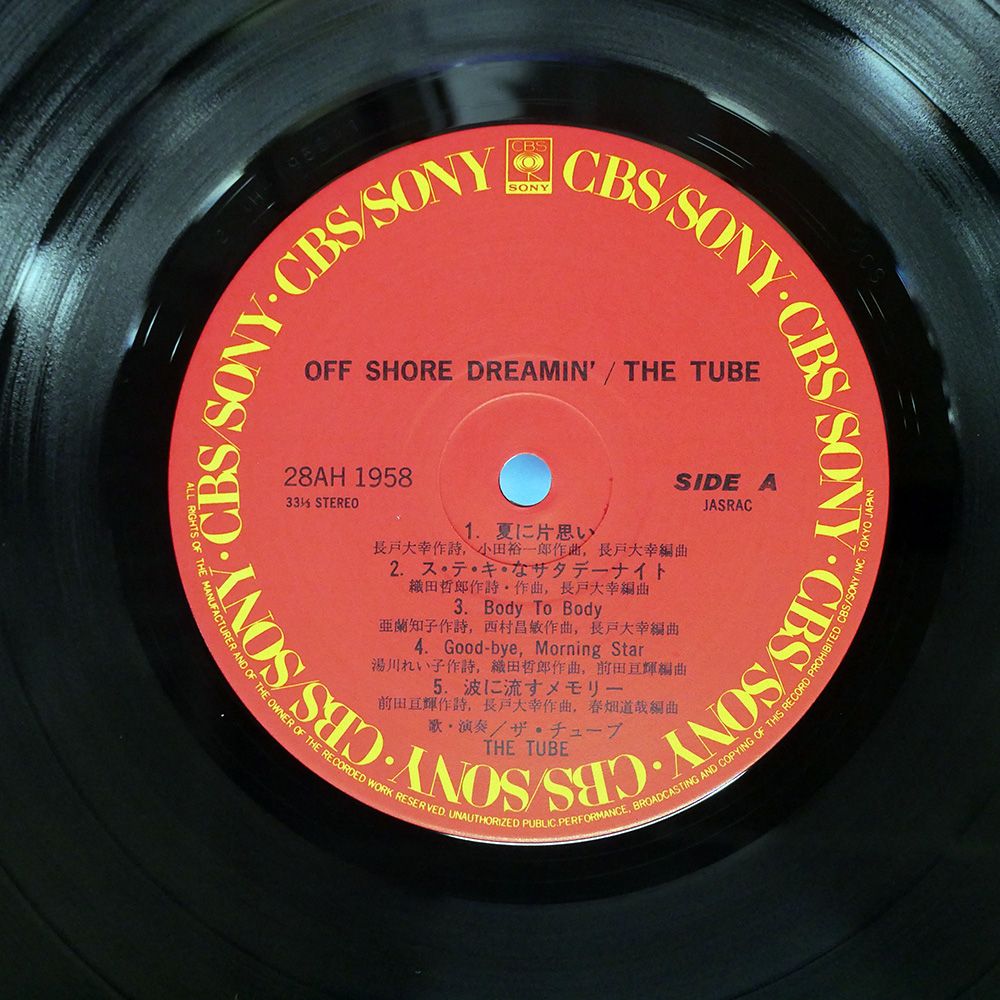 CBS
SONY
CBS/SONY · CBS/SONY · CBS/SONY · CBS/SONY · CBS/SONY · CBS/SONY · CBS/SONY · CBS/SONY
OFF SHORE DREAMIN' / THE TUBE
28AH 1958
33⅓ STEREO
SIDE A
JASRAC
1. 夏に片思い
長戸大幸作詩, 小田裕一郎作曲, 長戸大幸編曲
2. ス・テ・キ・なサタデーナイト
織田哲郎作詩・作曲, 長戸大幸編曲
3. Body To Body
亜蘭知子作詩, 西村昌敏作曲, 長戸大幸編曲
4. Good-bye, Morning Star
湯川れい子作詩, 織田哲郎作曲, 前田亘輝編曲
5. 波に流すメモリー
前田亘輝作詩, 長戸大幸作曲, 春畑道哉編曲
歌・演奏/ザ・チューブ
THE TUBE
ALL RIGHTS OF THE MANUFACTURER AND OF THE OWNER OF THE RECORDED WORK RESERVED. UNAUTHORIZED PUBLIC PERFORMANCE, BROADCASTING AND COPYING OF THIS RECORD PROHIBITED CBS/SONY INC. TOKYO JAPAN